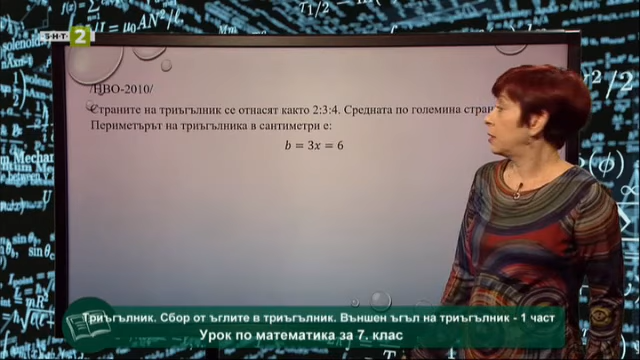 БНТ 2
/НВО-2010/
Страните на триъгълник се отнасят както 2:3:4. Средната по големина
Периметърът на триъгълника в сантиметри е:
b = 3x = 6
Триъгълник. Сбор от ъглите в триъгълник. Външен ъгъл на триъгълник - 1 част
Урок по математика за 7. клас